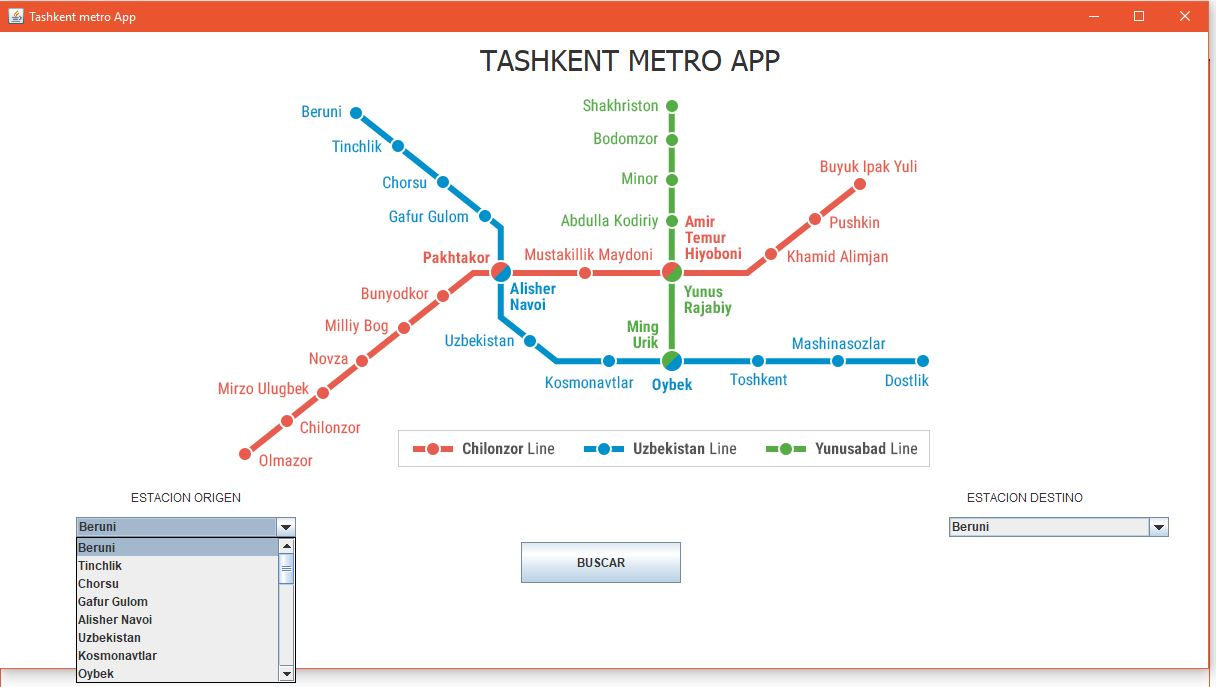 Tashkent metro App
TASHKENT METRO APP
Beruni
Tinchlik
Chorsu
Gafur Gulom
Shakhriston
Bodomzor
Minor
Abdulla Kodiriy
Buyuk Ipak Yuli
Pushkin
Khamid Alimjan
Amir
Temur
Hiyoboni
Mustakillik Maydoni
Pakhtakor
Alisher
Navoi
Yunus
Rajabiy
Bunyodkor
Milliy Bog
Novza
Mirzo Ulugbek
Chilonzor
Olmazor
Uzbekistan
Kosmonavtlar
Ming
Urik
Oybek
Toshkent
Mashinasozlar
Dostlik
Chilonzor Line
Uzbekistan Line
Yunusabad Line
ESTACION ORIGEN
ESTACION DESTINO
Beruni
Beruni
Beruni
Tinchlik
Chorsu
Gafur Gulom
Alisher Navoi
Uzbekistan
Kosmonavtlar
Oybek
BUSCAR